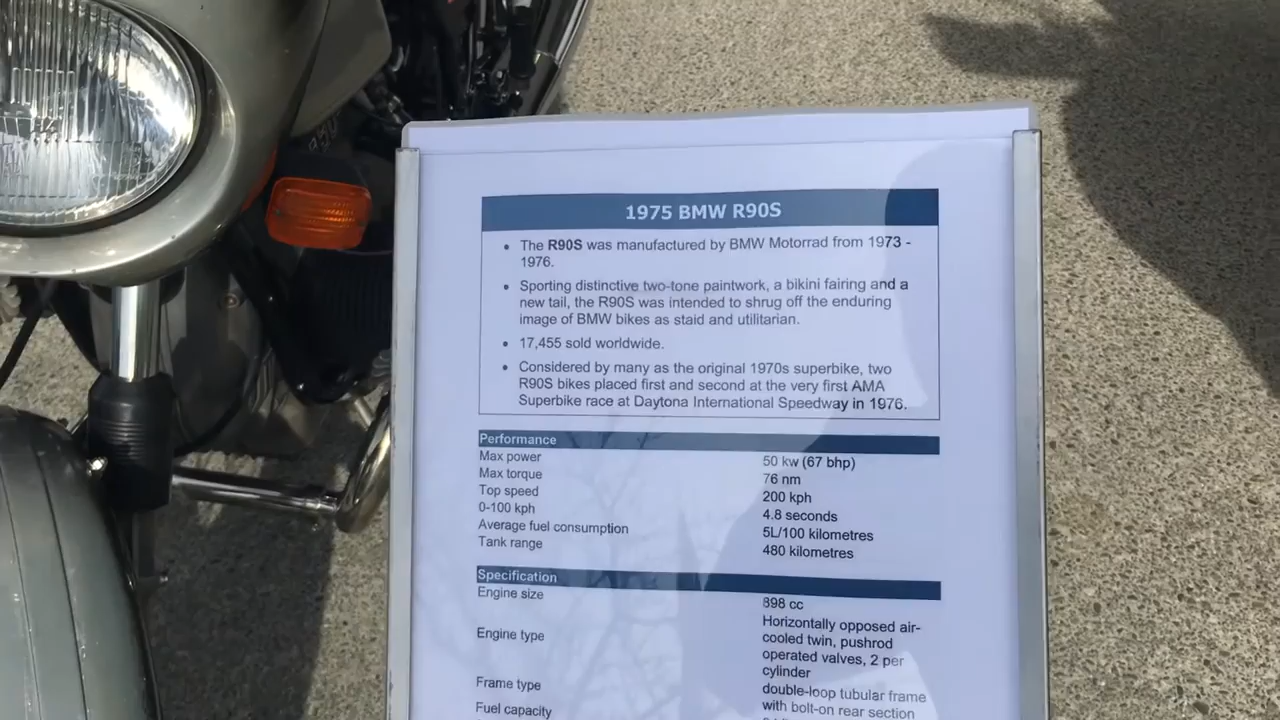 1975 BMW R90S
• The R90S was manufactured by BMW Motorrad from 1973 -
1976.
• Sporting distinctive two-tone paintwork, a bikini fairing and a
new tail, the R90S was intended to shrug off the enduring
image of BMW bikes as staid and utilitarian.
• 17,455 sold worldwide.
• Considered by many as the original 1970s superbike, two
R90S bikes placed first and second at the very first AMA
Superbike race at Daytona International Speedway in 1976.
Performance
Max power 50 kw (67 bhp)
Max torque 76 nm
Top speed 200 kph
0-100 kph 4.8 seconds
Average fuel consumption 5L/100 kilometres
Tank range 480 kilometres
Specification
Engine size 898 cc
Engine type Horizontally opposed air-
cooled twin, pushrod
operated valves, 2 per
cylinder
Frame type double-loop tubular frame
with bolt-on rear section
Fuel capacity